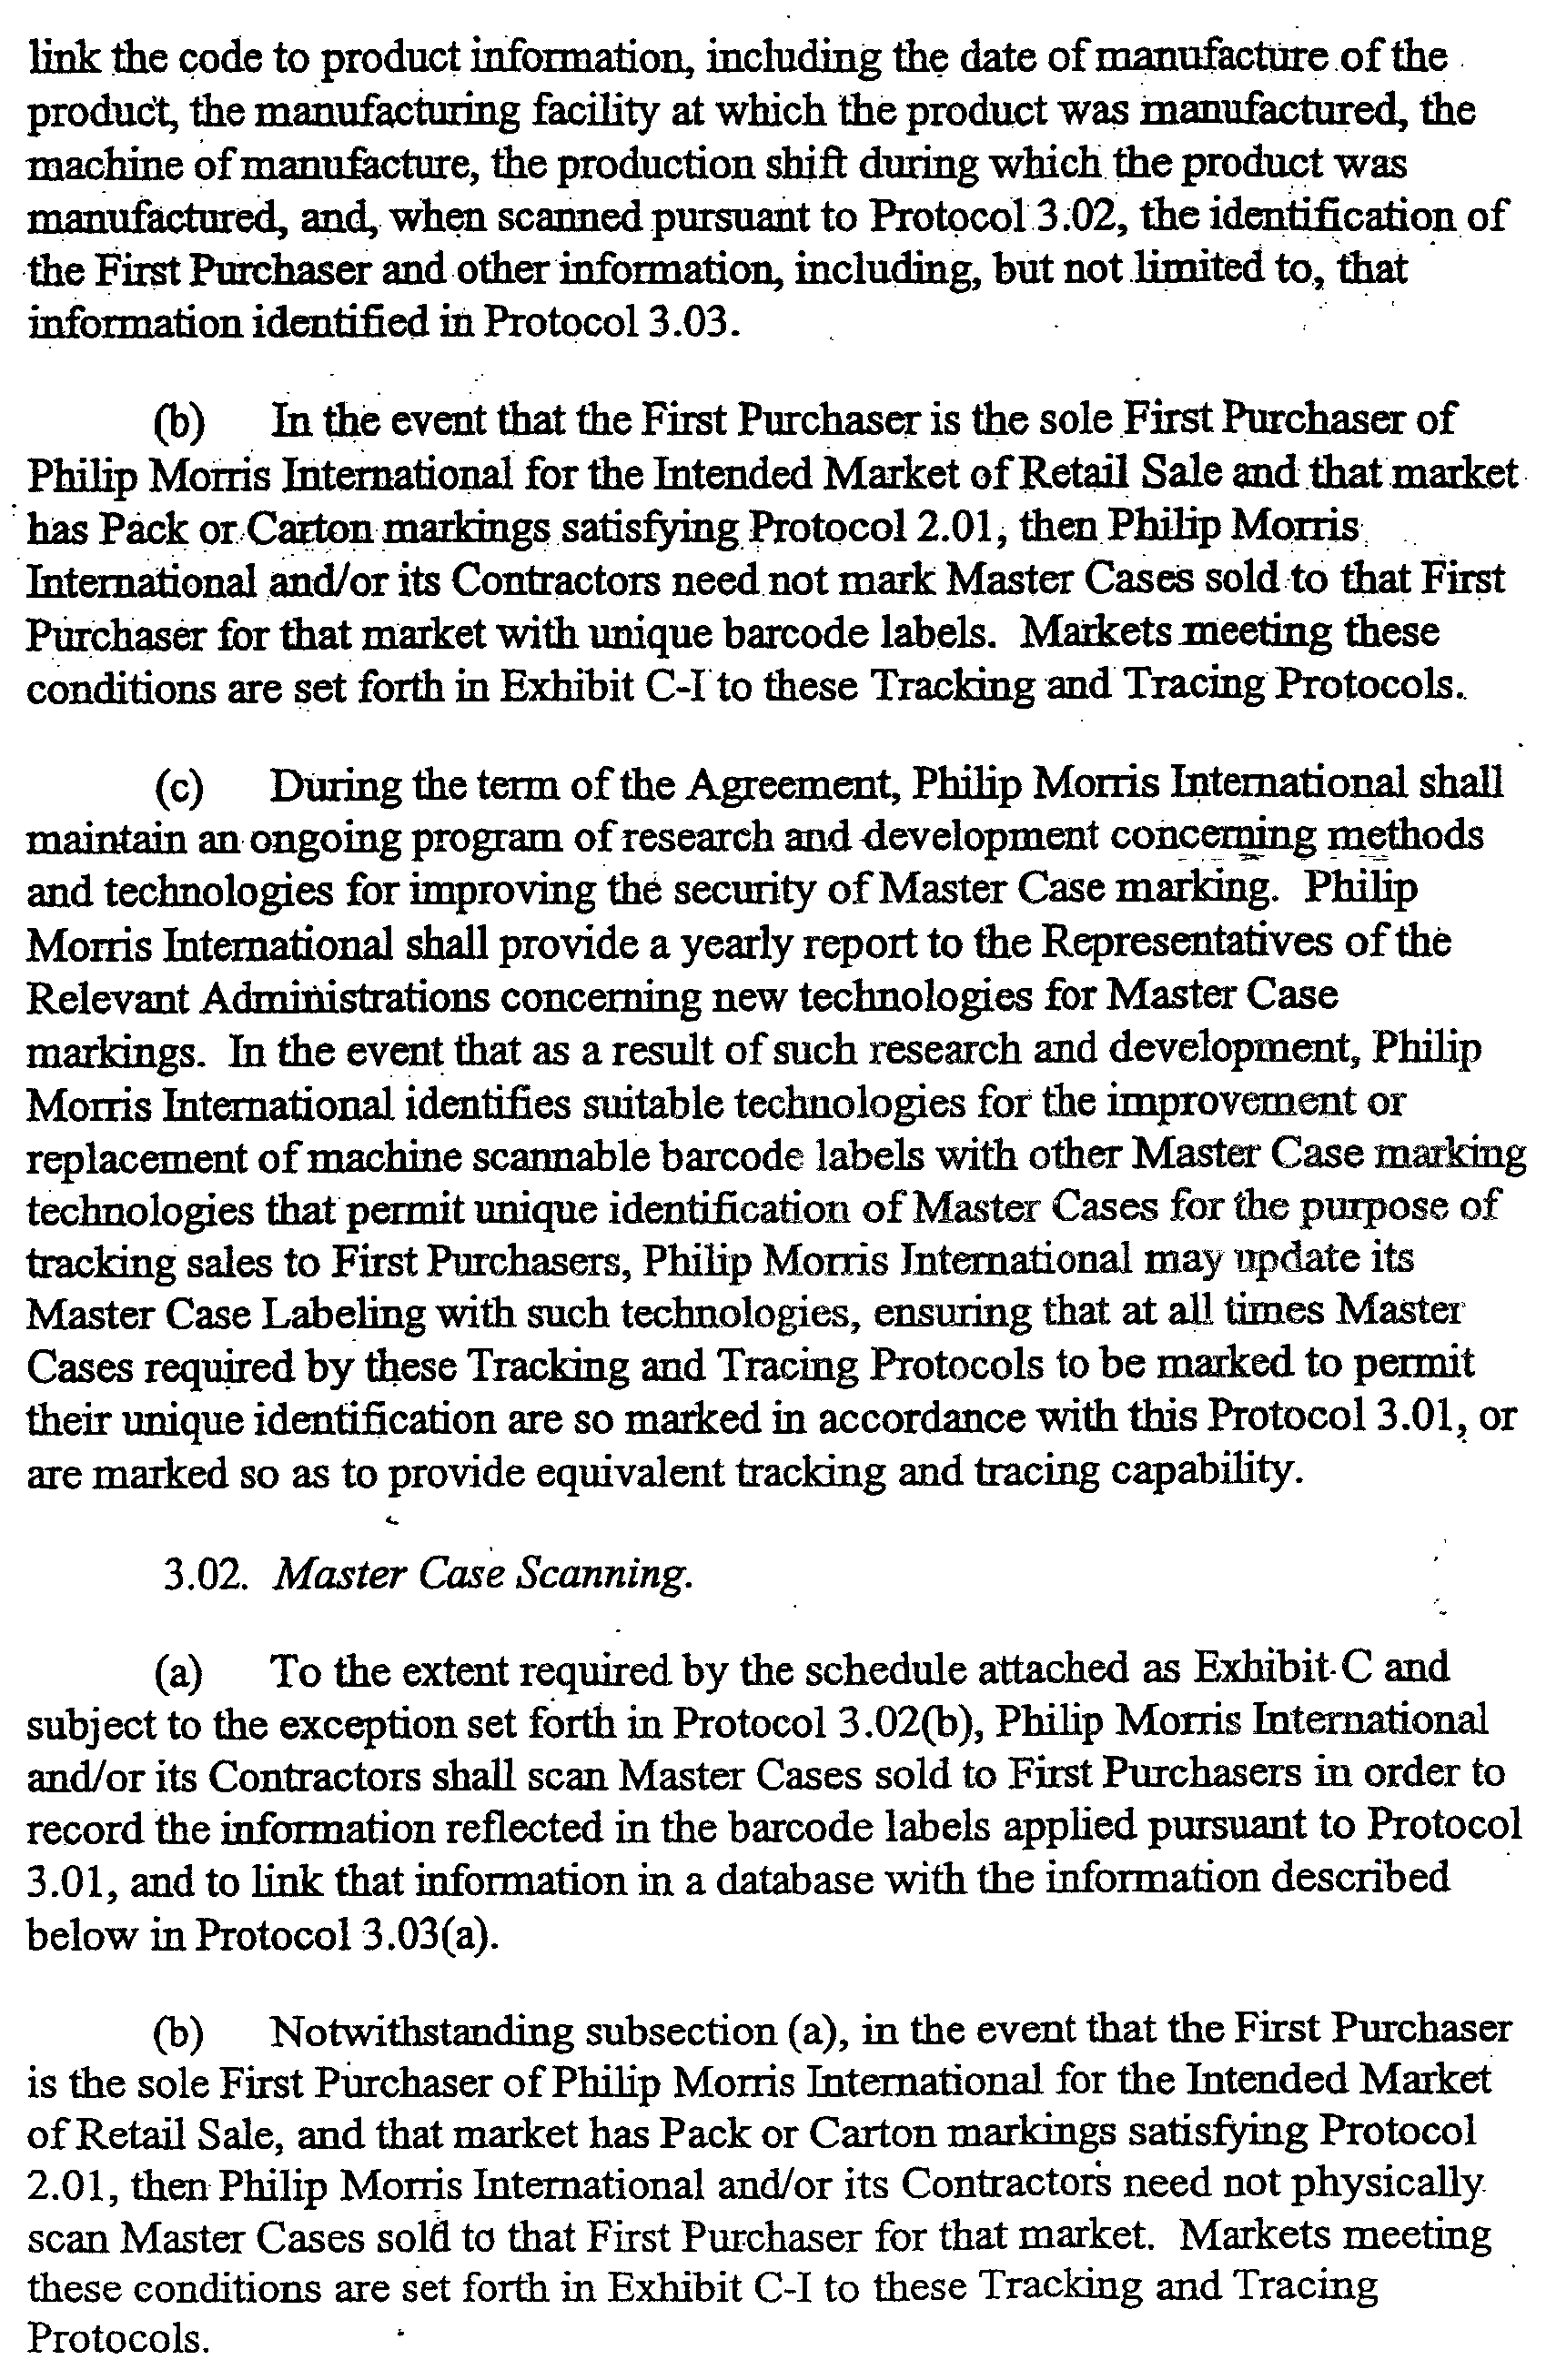 link the code to product information, including the date of manufacture of the
product, the manufacturing facility at which the product was manufactured, the
machine of manufacture, the production shift during which the product was
manufactured, and, when scanned pursuant to Protocol 3.02, the identification of
the First Purchaser and other information, including, but not limited to, that
information identified in Protocol 3.03.
(b) In the event that the First Purchaser is the sole First Purchaser of
Philip Morris International for the Intended Market of Retail Sale and that market
has Pack or Carton markings satisfying Protocol 2.01, then Philip Morris
International and/or its Contractors need not mark Master Cases sold to that First
Purchaser for that market with unique barcode labels. Markets meeting these
conditions are set forth in Exhibit C-I to these Tracking and Tracing Protocols.
(c) During the term of the Agreement, Philip Morris International shall
maintain an ongoing program of research and development concerning methods
and technologies for improving the security of Master Case marking. Philip
Morris International shall provide a yearly report to the Representatives of the
Relevant Administrations concerning new technologies for Master Case
markings. In the event that as a result of such research and development, Philip
Morris International identifies suitable technologies for the improvement or
replacement of machine scannable barcode labels with other Master Case marking
technologies that permit unique identification of Master Cases for the purpose of
tracking sales to First Purchasers, Philip Morris International may update its
Master Case Labeling with such technologies, ensuring that at all times Master
Cases required by these Tracking and Tracing Protocols to be marked to permit
their unique identification are so marked in accordance with this Protocol 3.01, or
are marked so as to provide equivalent tracking and tracing capability.
3.02. Master Case Scanning.
(a) To the extent required by the schedule attached as Exhibit C and
subject to the exception set forth in Protocol 3.02(b), Philip Morris International
and/or its Contractors shall scan Master Cases sold to First Purchasers in order to
record the information reflected in the barcode labels applied pursuant to Protocol
3.01, and to link that information in a database with the information described
below in Protocol 3.03(a).
(b) Notwithstanding subsection (a), in the event that the First Purchaser
is the sole First Purchaser of Philip Morris International for the Intended Market
of Retail Sale, and that market has Pack or Carton markings satisfying Protocol
2.01, then Philip Morris International and/or its Contractors need not physically
scan Master Cases sold to that First Purchaser for that market. Markets meeting
these conditions are set forth in Exhibit C-I to these Tracking and Tracing
Protocols.